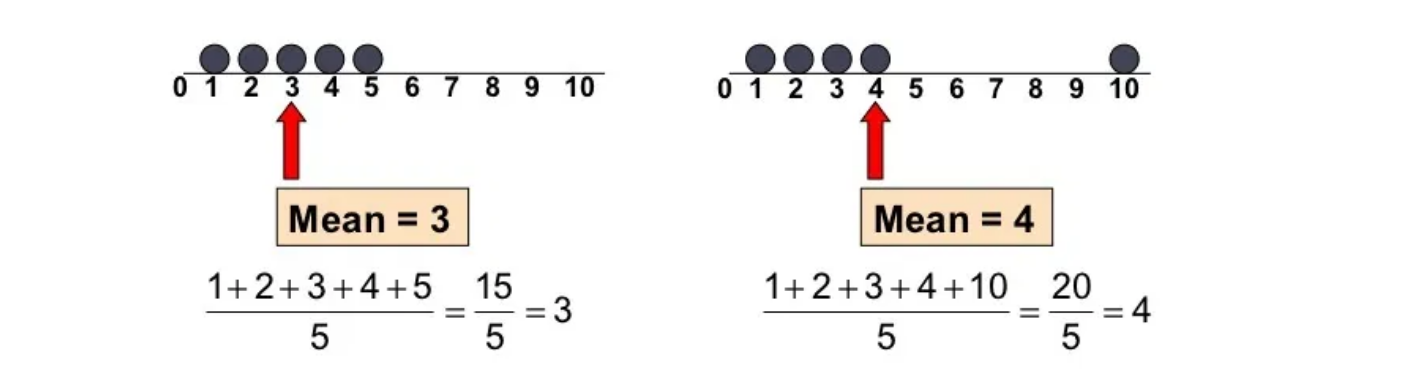 0 1 2 3 4 5 6 7 8 9 10
Mean = 3
1+2+3+4+5 / 5 = 15 / 5 = 3
0 1 2 3 4 5 6 7 8 9 10
Mean = 4
1+2+3+4+10 / 5 = 20 / 5 = 4